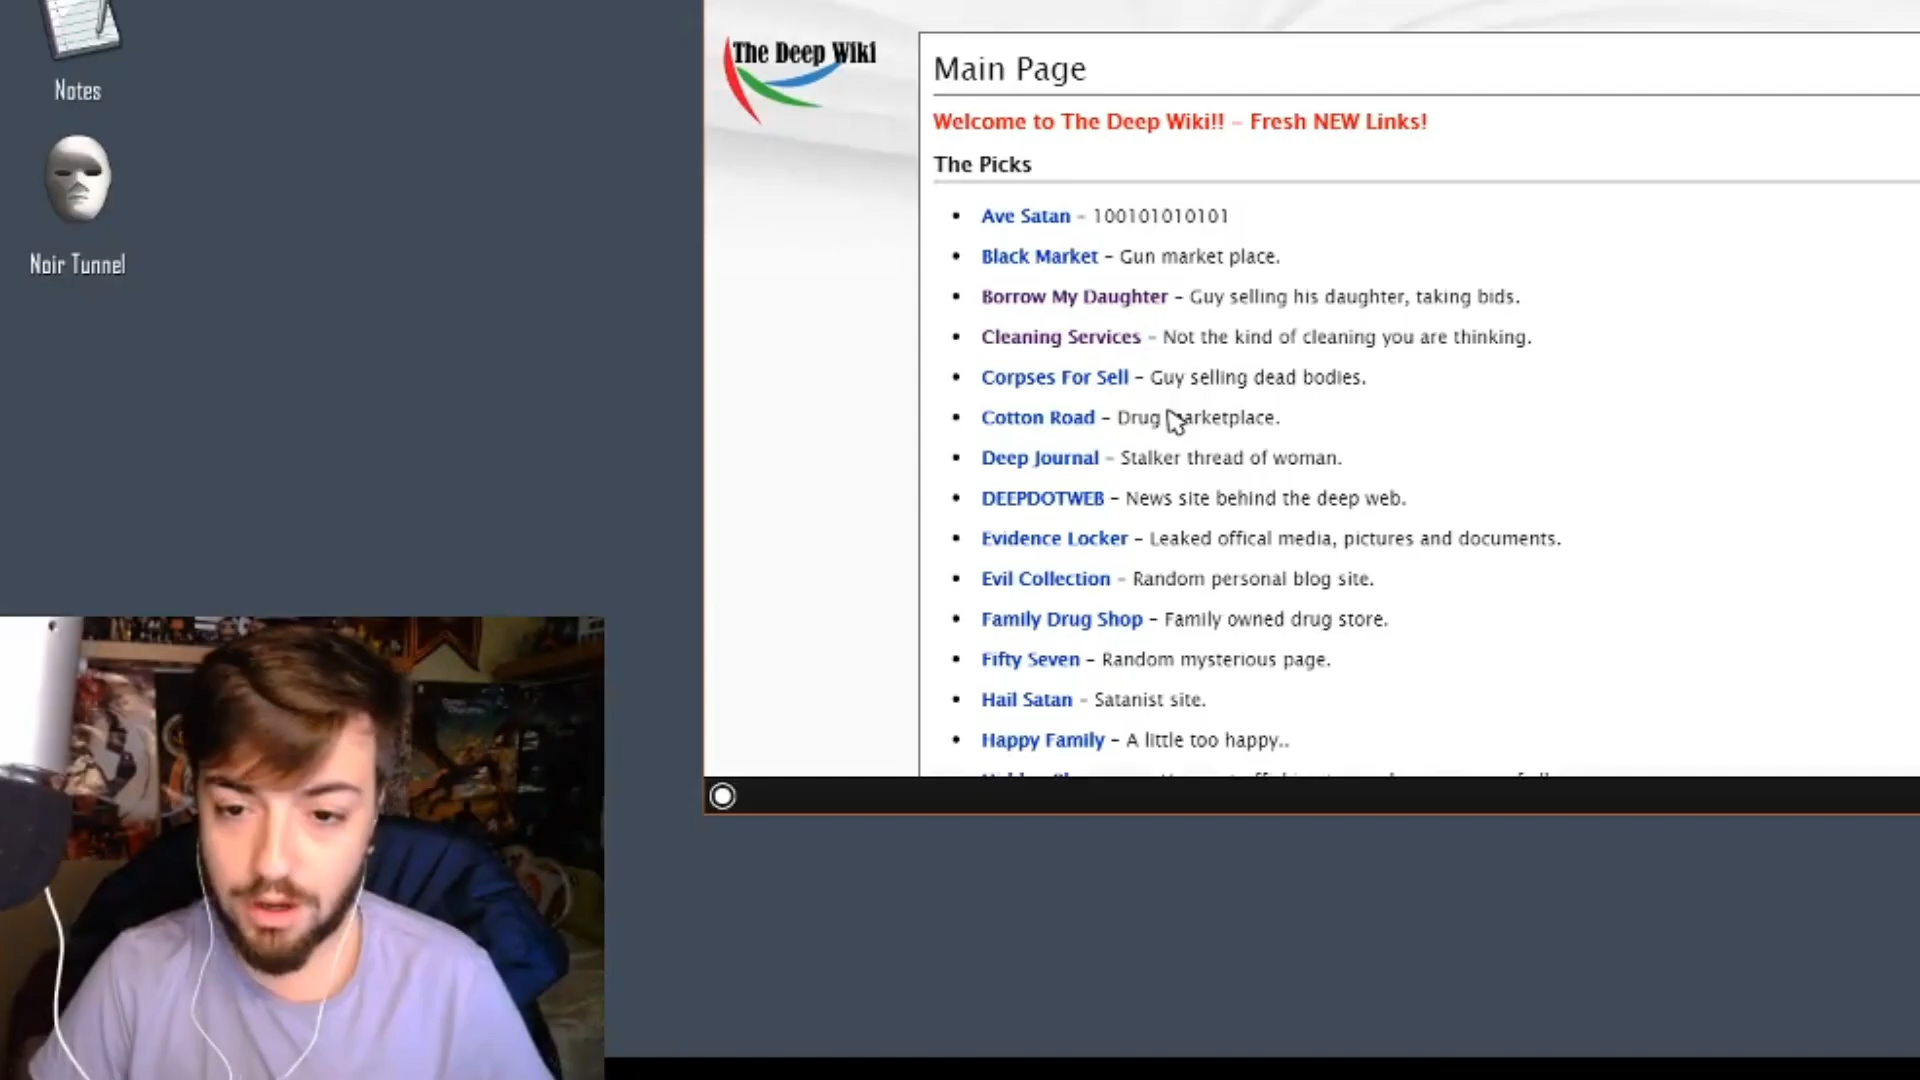 Notes
Noir Tunnel
The Deep Wiki
Main Page
Welcome to The Deep Wiki!! - Fresh NEW Links!
The Picks
• Ave Satan - 100101010101
• Black Market - Gun market place.
• Borrow My Daughter - Guy selling his daughter, taking bids.
• Cleaning Services - Not the kind of cleaning you are thinking.
• Corpses For Sell - Guy selling dead bodies.
• Cotton Road - Drug marketplace.
• Deep Journal - Stalker thread of woman.
• DEEPDOTWEB - News site behind the deep web.
• Evidence Locker - Leaked offical media, pictures and documents.
• Evil Collection - Random personal blog site.
• Family Drug Shop - Family owned drug store.
• Fifty Seven - Random mysterious page.
• Hail Satan - Satanist site.
• Happy Family - A little too happy..